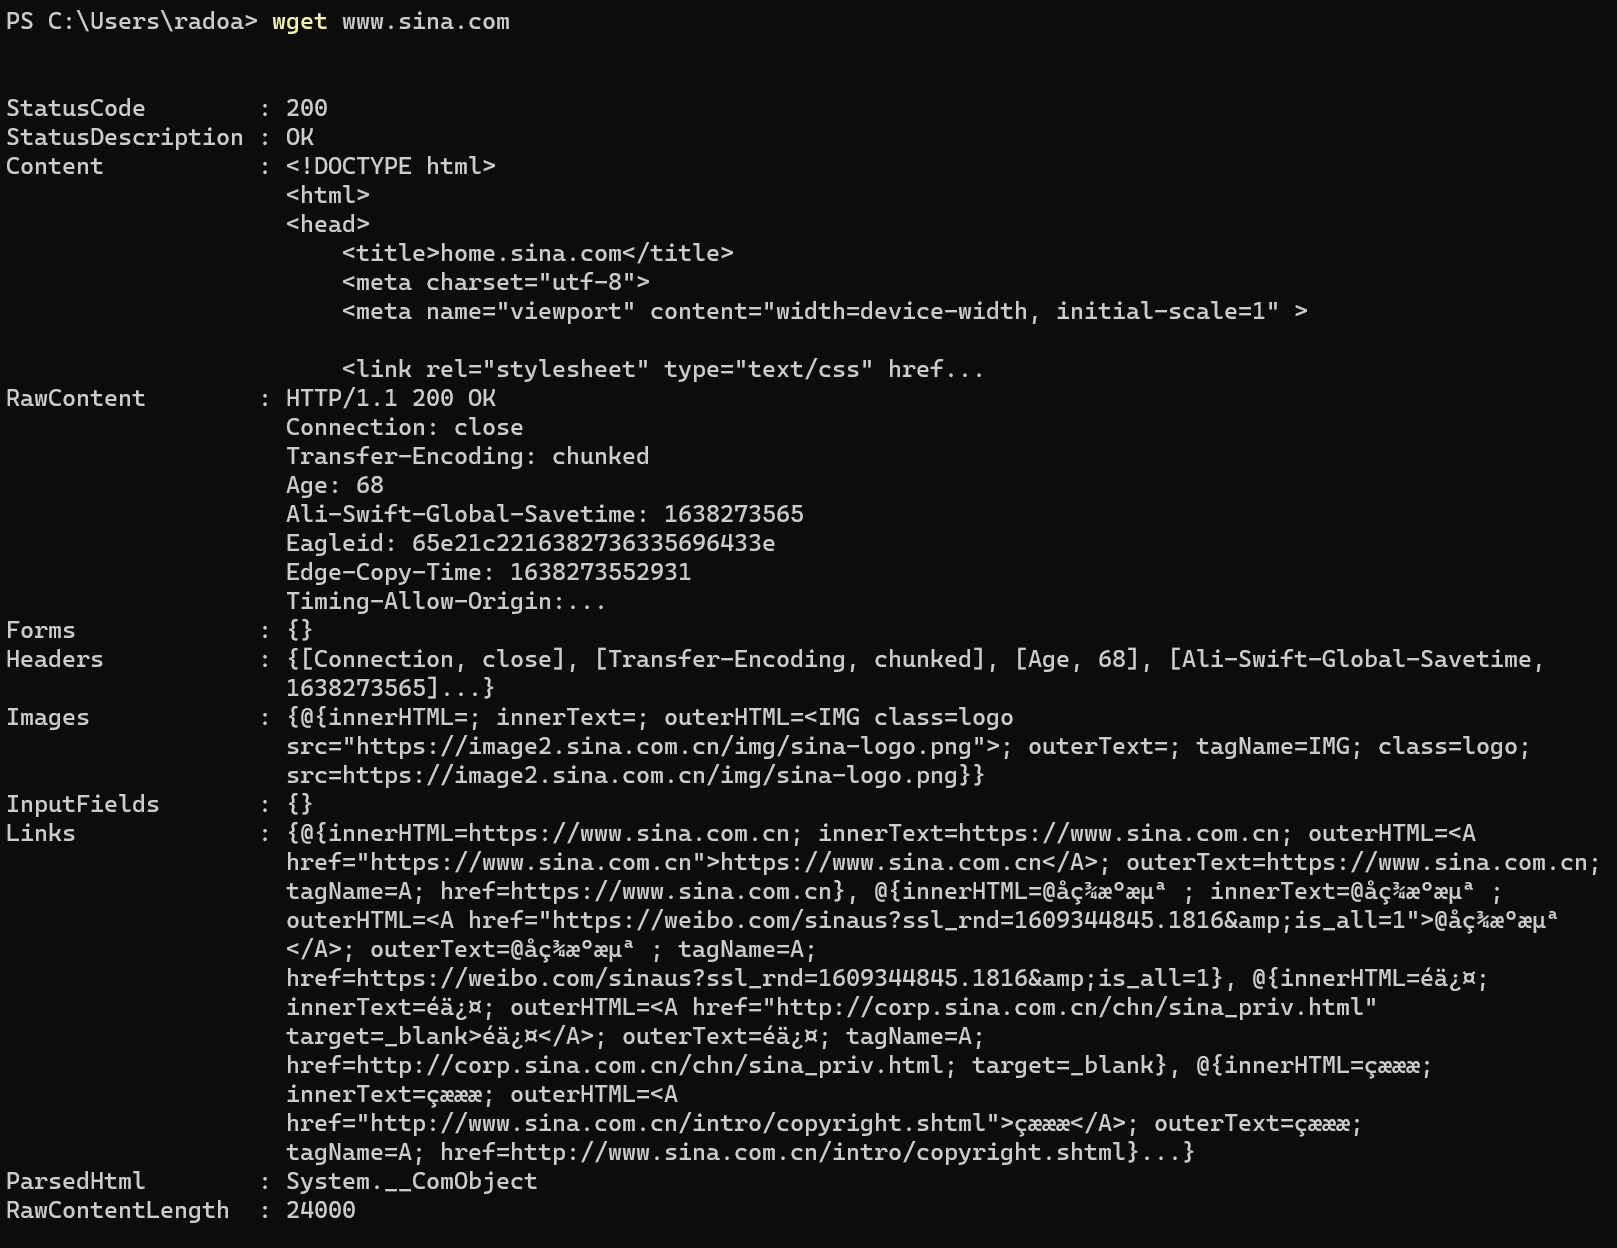 PS C:\Users\radoa> wget www.sina.com
StatusCode        : 200
StatusDescription : OK
Content           : <!DOCTYPE html>
                    <html>
                    <head>
                        <title>home.sina.com</title>
                        <meta charset="utf-8">
                        <meta name="viewport" content="width=device-width, initial-scale=1" >
                        <link rel="stylesheet" type="text/css" href...
RawContent        : HTTP/1.1 200 OK
                    Connection: close
                    Transfer-Encoding: chunked
                    Age: 68
                    Ali-Swift-Global-Savetime: 1638273565
                    Eagleid: 65e21c2216382736335696433e
                    Edge-Copy-Time: 1638273552931
                    Timing-Allow-Origin:...
Forms             : {}
Headers           : {[Connection, close], [Transfer-Encoding, chunked], [Age, 68], [Ali-Swift-Global-Savetime,
                    1638273565]...}
Images            : {@{innerHTML=; innerText=; outerHTML=<IMG class=logo
                    src="https://image2.sina.com.cn/img/sina-logo.png">; outerText=; tagName=IMG; class=logo;
                    src=https://image2.sina.com.cn/img/sina-logo.png}}
InputFields       : {}
Links             : {@{innerHTML=https://www.sina.com.cn; innerText=https://www.sina.com.cn; outerHTML=<A
                    href="https://www.sina.com.cn">https://www.sina.com.cn</A>; outerText=https://www.sina.com.cn;
                    tagName=A; href=https://www.sina.com.cn}, @{innerHTML=@åç¾æºæµª ; innerText=@åç¾æºæµª ;
                    outerHTML=<A href="https://weibo.com/sinaus?ssl_rnd=1609344845.1816&amp;is_all=1">@åç¾æºæµª
                    </A>; outerText=@åç¾æºæµª ; tagName=A;
                    href=https://weibo.com/sinaus?ssl_rnd=1609344845.1816&amp;is_all=1}, @{innerHTML=éä¿¤;
                    innerText=éä¿¤; outerHTML=<A href="http://corp.sina.com.cn/chn/sina_priv.html"
                    target=_blank>éä¿¤</A>; outerText=éä¿¤; tagName=A;
                    href=http://corp.sina.com.cn/chn/sina_priv.html; target=_blank}, @{innerHTML=çæææ;
                    innerText=çæææ; outerHTML=<A
                    href="http://www.sina.com.cn/intro/copyright.shtml">çæææ</A>; outerText=çæææ;
                    tagName=A; href=http://www.sina.com.cn/intro/copyright.shtml}...}
ParsedHtml        : System.__ComObject
RawContentLength  : 24000